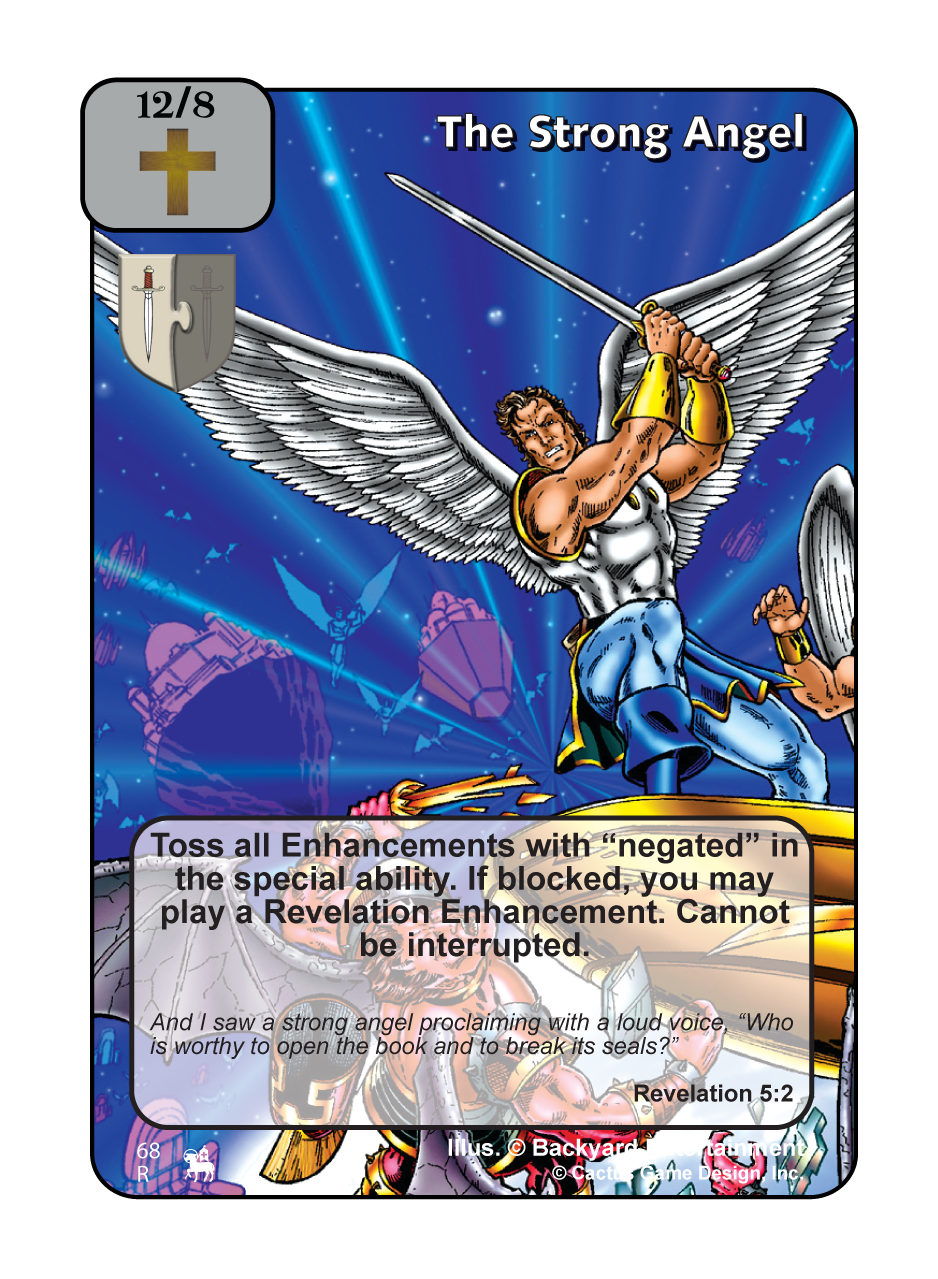 12/8
The Strong Angel
Toss all Enhancements with “negated” in
the special ability. If blocked, you may
play a Revelation Enhancement. Cannot
be interrupted.
And I saw a strong angel proclaiming with a loud voice, “Who
is worthy to open the book and to break its seals?”
Revelation 5:2
68
R
Illus. © Backyard Entertainment
© Cactus Game Design, Inc.